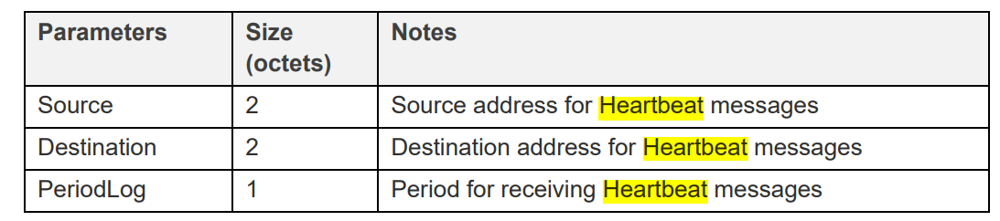 Parameters Size (octets) Notes
Source 2 Source address for Heartbeat messages
Destination 2 Destination address for Heartbeat messages
PeriodLog 1 Period for receiving Heartbeat messages